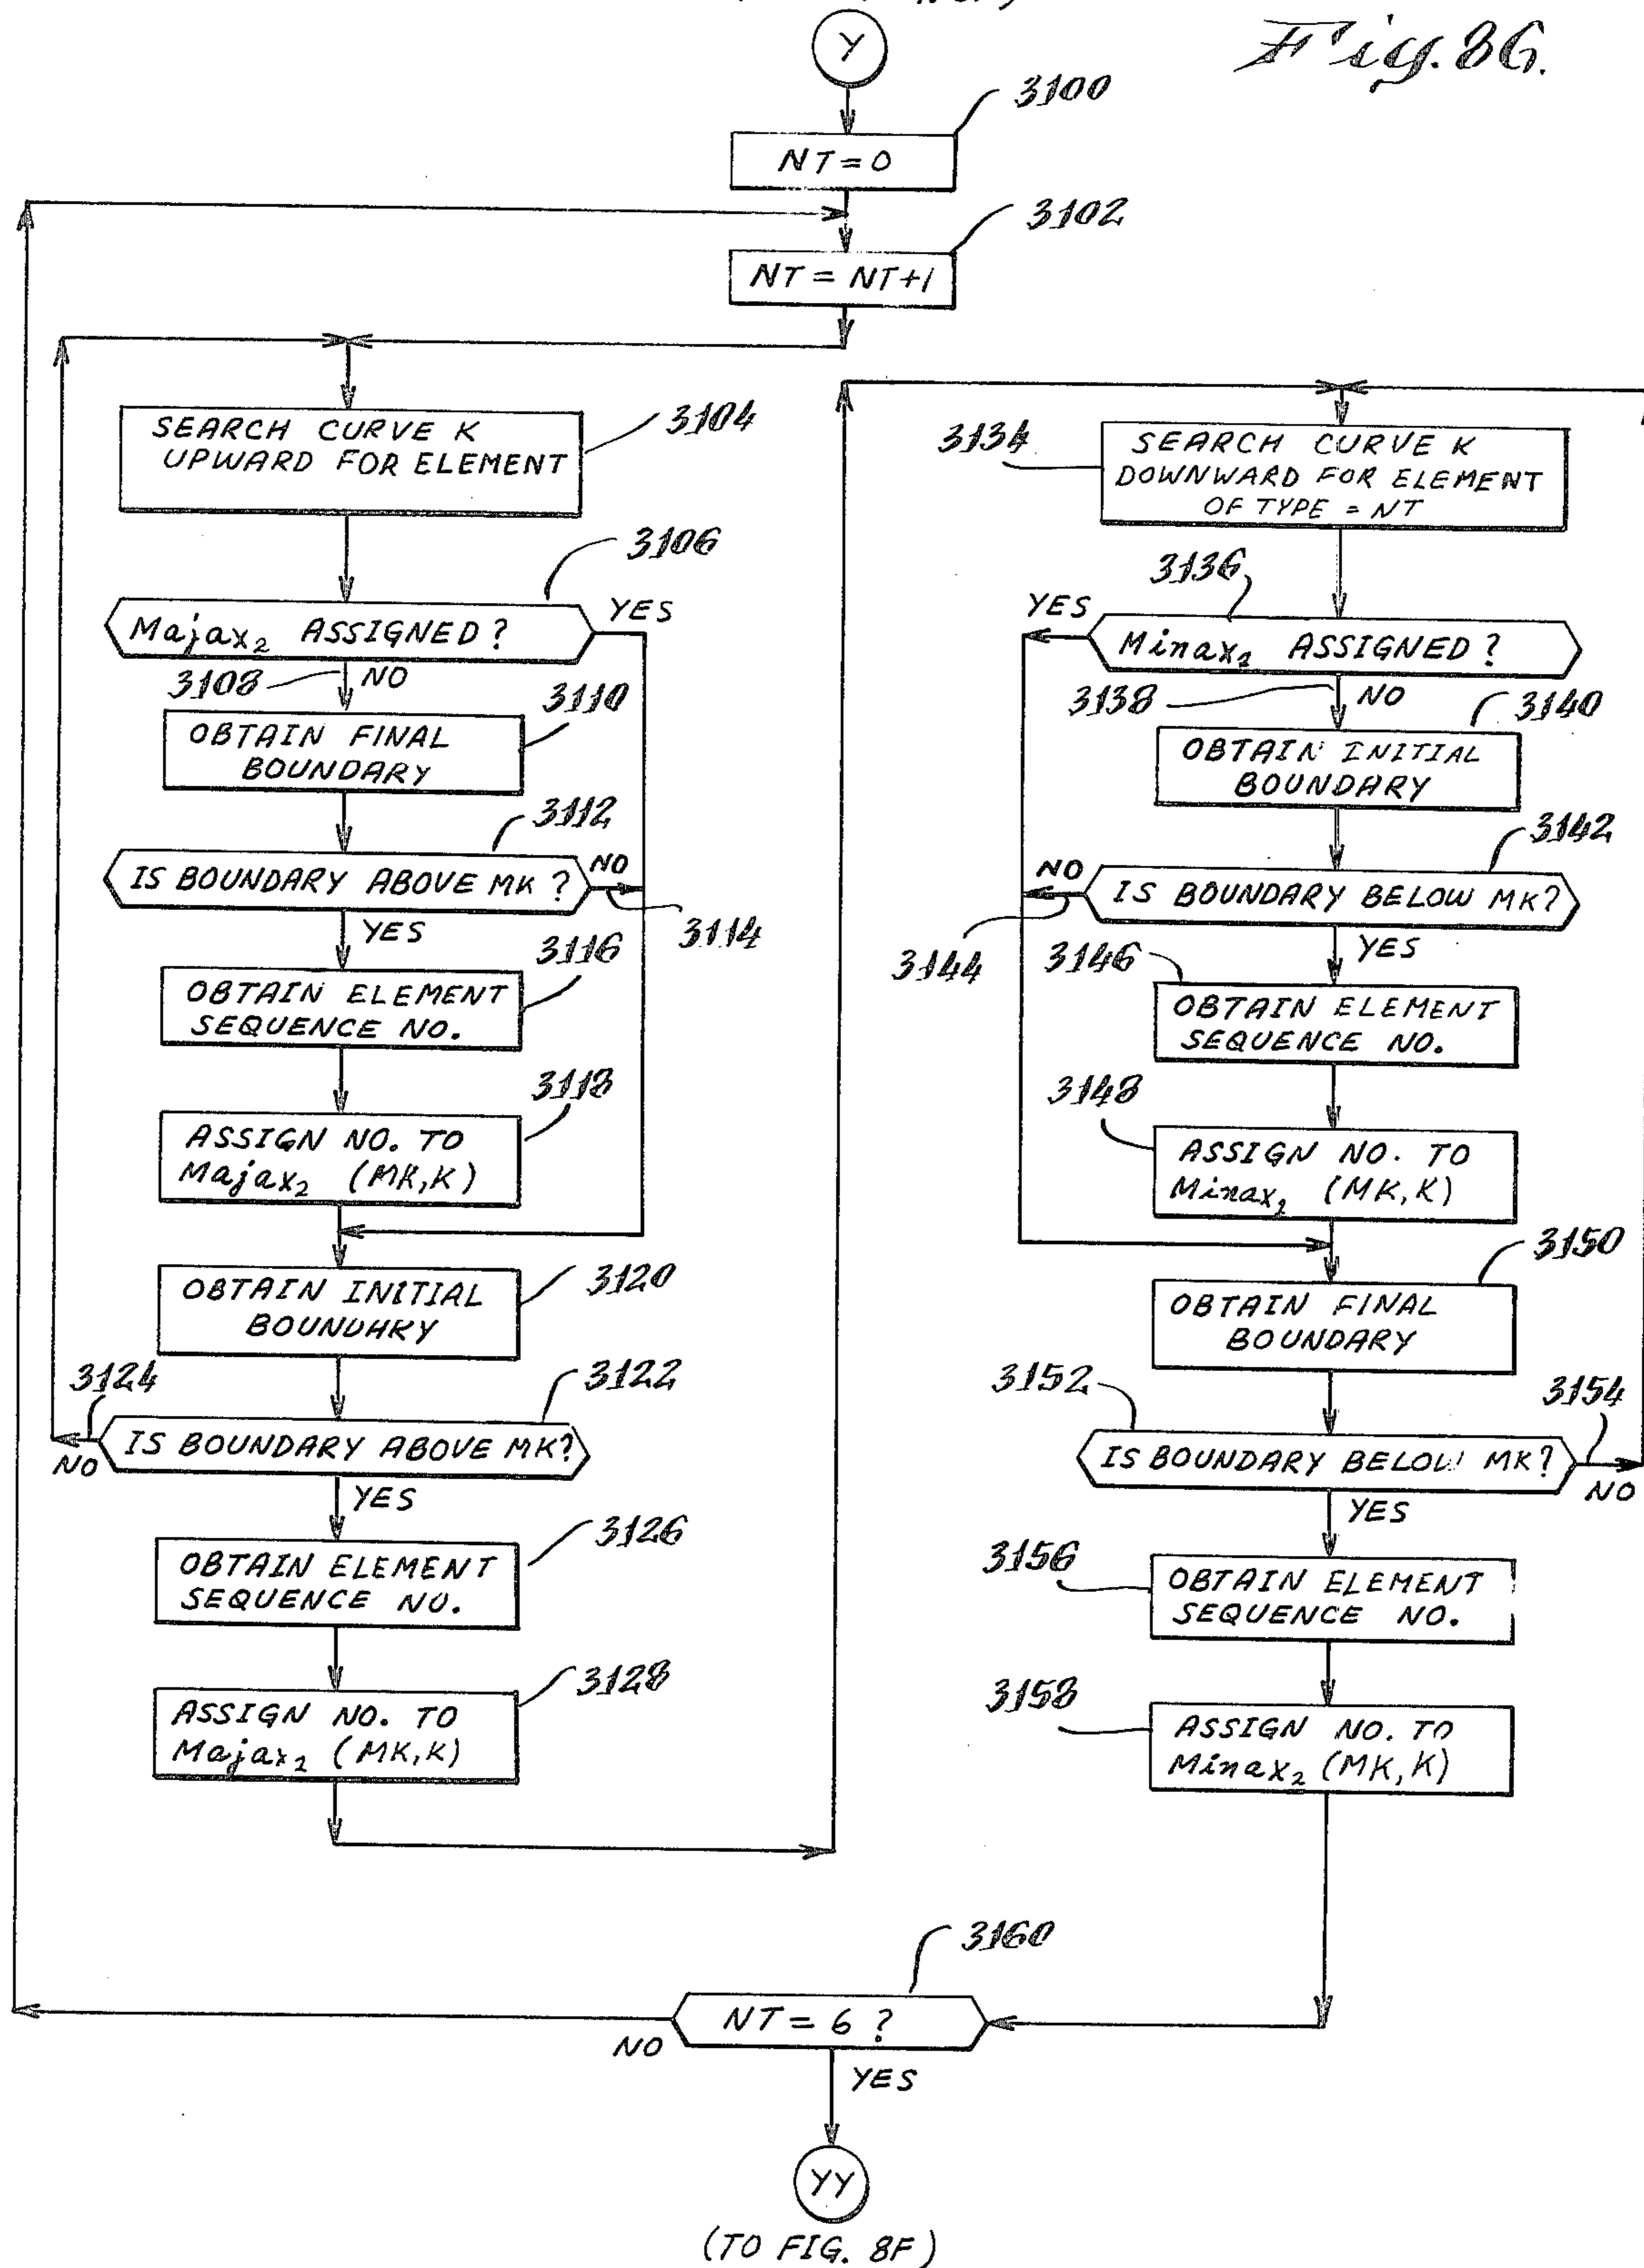 Fig. 8G.
Y
3100
NT = 0
3102
NT = NT+1
SEARCH CURVE K
UPWARD FOR ELEMENT
3104
3106
Majax2 ASSIGNED?
YES
3108
NO
3110
OBTAIN FINAL
BOUNDARY
3112
IS BOUNDARY ABOVE MK?
NO
3114
YES
3116
OBTAIN ELEMENT
SEQUENCE NO.
3118
ASSIGN NO. TO
Majax2 (MK,K)
3120
OBTAIN INITIAL
BOUNDARY
3124
3122
IS BOUNDARY ABOVE MK?
NO
YES
3126
OBTAIN ELEMENT
SEQUENCE NO.
3128
ASSIGN NO. TO
Majax2 (MK,K)
3134
SEARCH CURVE K
DOWNWARD FOR ELEMENT
OF TYPE = NT
3136
YES
Minax2 ASSIGNED?
3138
NO
3140
OBTAIN INITIAL
BOUNDARY
3142
NO
IS BOUNDARY BELOW MK?
3144
YES
3146
OBTAIN ELEMENT
SEQUENCE NO.
3148
ASSIGN NO. TO
Minax2 (MK,K)
3150
OBTAIN FINAL
BOUNDARY
3152
3154
IS BOUNDARY BELOW MK?
NO
YES
3156
OBTAIN ELEMENT
SEQUENCE NO.
3158
ASSIGN NO. TO
Minax2 (MK,K)
3160
NT = 6 ?
NO
YES
YY
(TO FIG. 8F)